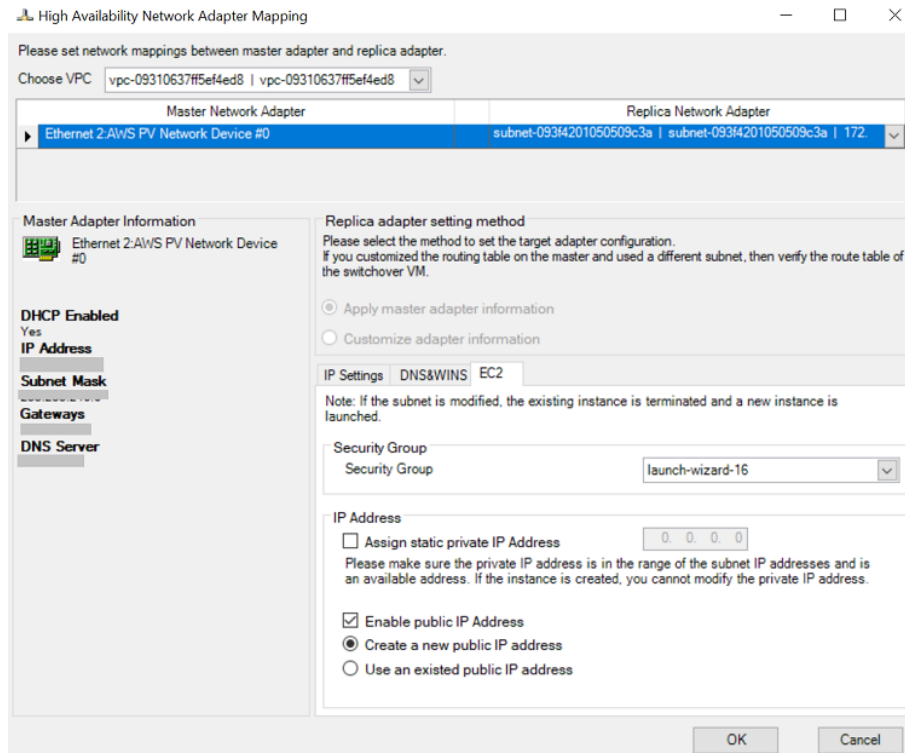 High Availability Network Adapter Mapping
Please set network mappings between master adapter and replica adapter.
Choose VPC vpc-09310637ff5ef4ed8 | vpc-09310637ff5ef4ed8
Master Network Adapter Replica Network Adapter
Ethernet 2:AWS PV Network Device #0 subnet-093f4201050509c3a | subnet-093f4201050509c3a | 172.
Master Adapter Information
Ethernet 2:AWS PV Network Device
#0
DHCP Enabled
Yes
IP Address
Subnet Mask
Gateways
DNS Server
Replica adapter setting method
Please select the method to set the target adapter configuration.
If you customized the routing table on the master and used a different subnet, then verify the route table of
the switchover VM.
Apply master adapter information
Customize adapter information
IP Settings DNS&WINS EC2
Note: If the subnet is modified, the existing instance is terminated and a new instance is
launched.
Security Group
Security Group launch-wizard-16
IP Address
Assign static private IP Address 0. 0. 0. 0
Please make sure the private IP address is in the range of the subnet IP addresses and is
an available address. If the instance is created, you cannot modify the private IP address.
Enable public IP Address
Create a new public IP address
Use an existed public IP address
OK Cancel